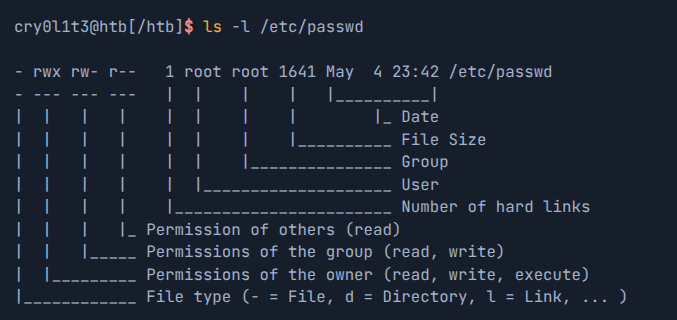 cry0l1t3@htb[/htb]$ ls -l /etc/passwd
- rwx rw- r--   1 root root 1641 May  4 23:42 /etc/passwd
- --- --- ---   |  |    |    |   |__________|
|  |   |   |    |  |    |    |        |_ Date
|  |   |   |    |  |    |    |__________ File Size
|  |   |   |    |  |    |_______________ Group
|  |   |   |    |  |____________________ User
|  |   |   |    |_______________________ Number of hard links
|  |   |   |_ Permission of others (read)
|  |   |_____ Permissions of the group (read, write)
|  |_________ Permissions of the owner (read, write, execute)
|____________ File type (- = File, d = Directory, l = Link, ... )